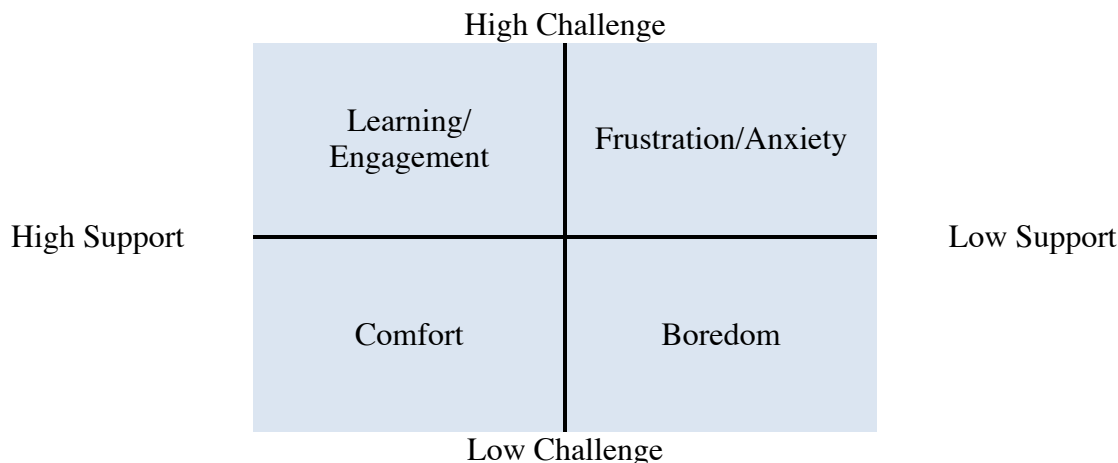 High Challenge
Learning/
Engagement
Frustration/Anxiety
High Support
Low Support
Comfort
Boredom
Low Challenge